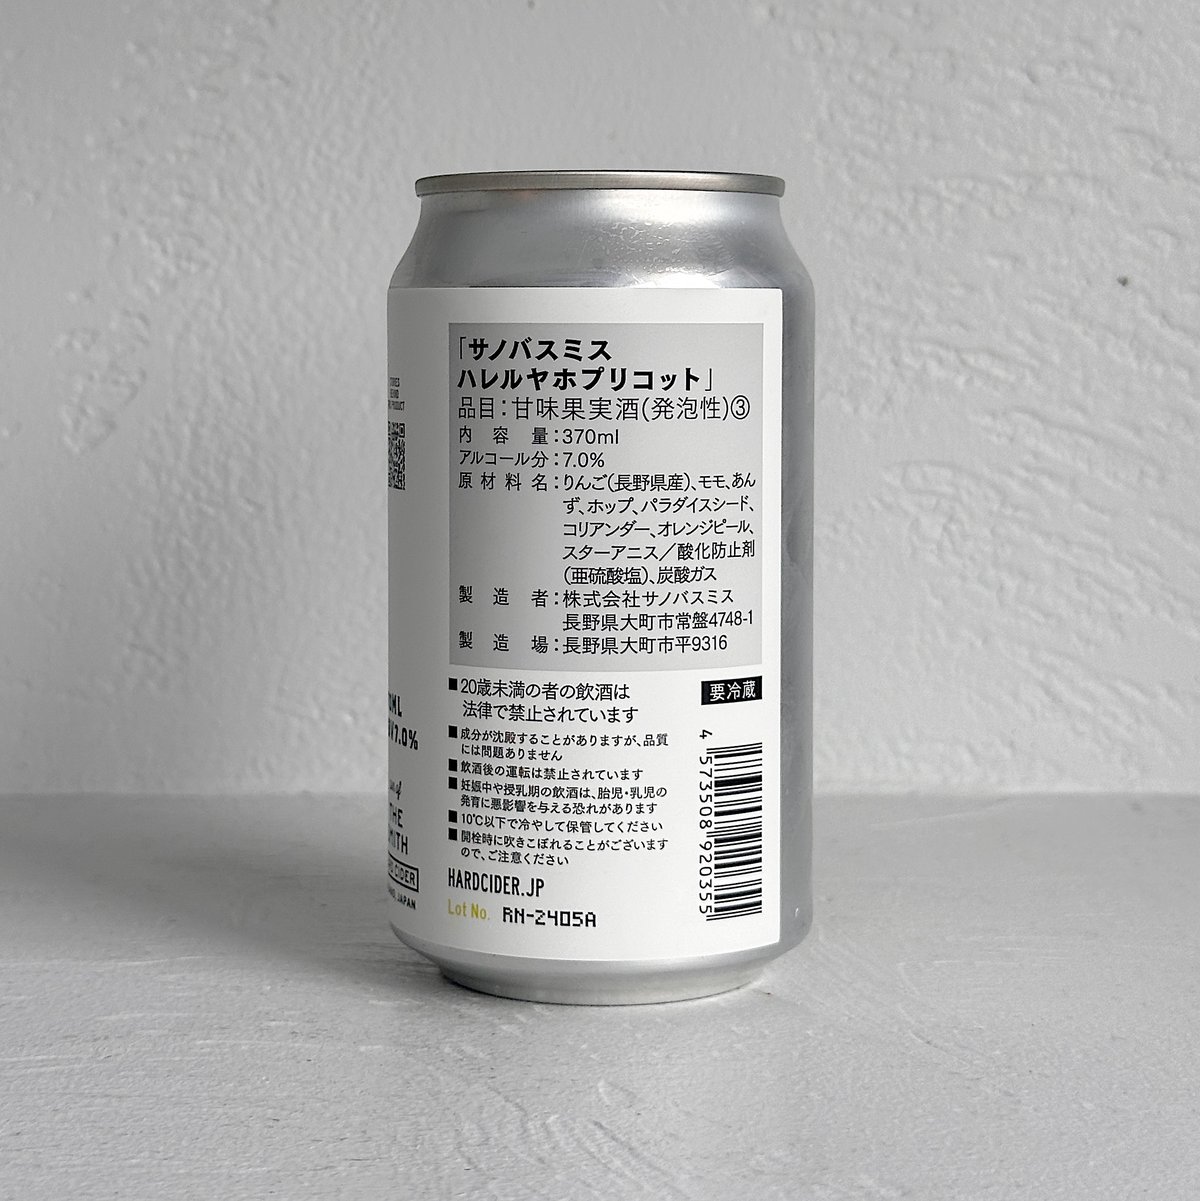 「サノバスミス
ハレルヤホプリコット」
品目:甘味果実酒(発泡性)③
内容量:370ml
アルコール分:7.0%
原材料名:りんご(長野県産)、モモ、あん
ず、ホップ、パラダイスシード、
コリアンダー、オレンジピール、
スターアニス/酸化防止剤
(亜硫酸塩)、炭酸ガス
製造者:株式会社サノバスミス
長野県大町市常盤4748-1
製造場:長野県大町市平9316
■20歳未満の者の飲酒は
法律で禁止されています
要冷蔵
■成分が沈殿することがありますが、品質
には問題ありません
■飲酒後の運転は禁止されています
■妊娠中や授乳期の飲酒は、胎児・乳児の
発育に悪影響を与える恐れがあります
■10℃以下で冷やして保管してください
■開栓時に吹きこぼれることがございます
ので、ご注意ください
HARDCIDER.JP
Lot No. RN-2405A
4 573508 920355
ML
7.0%
of
THE
CIDER
JAPAN